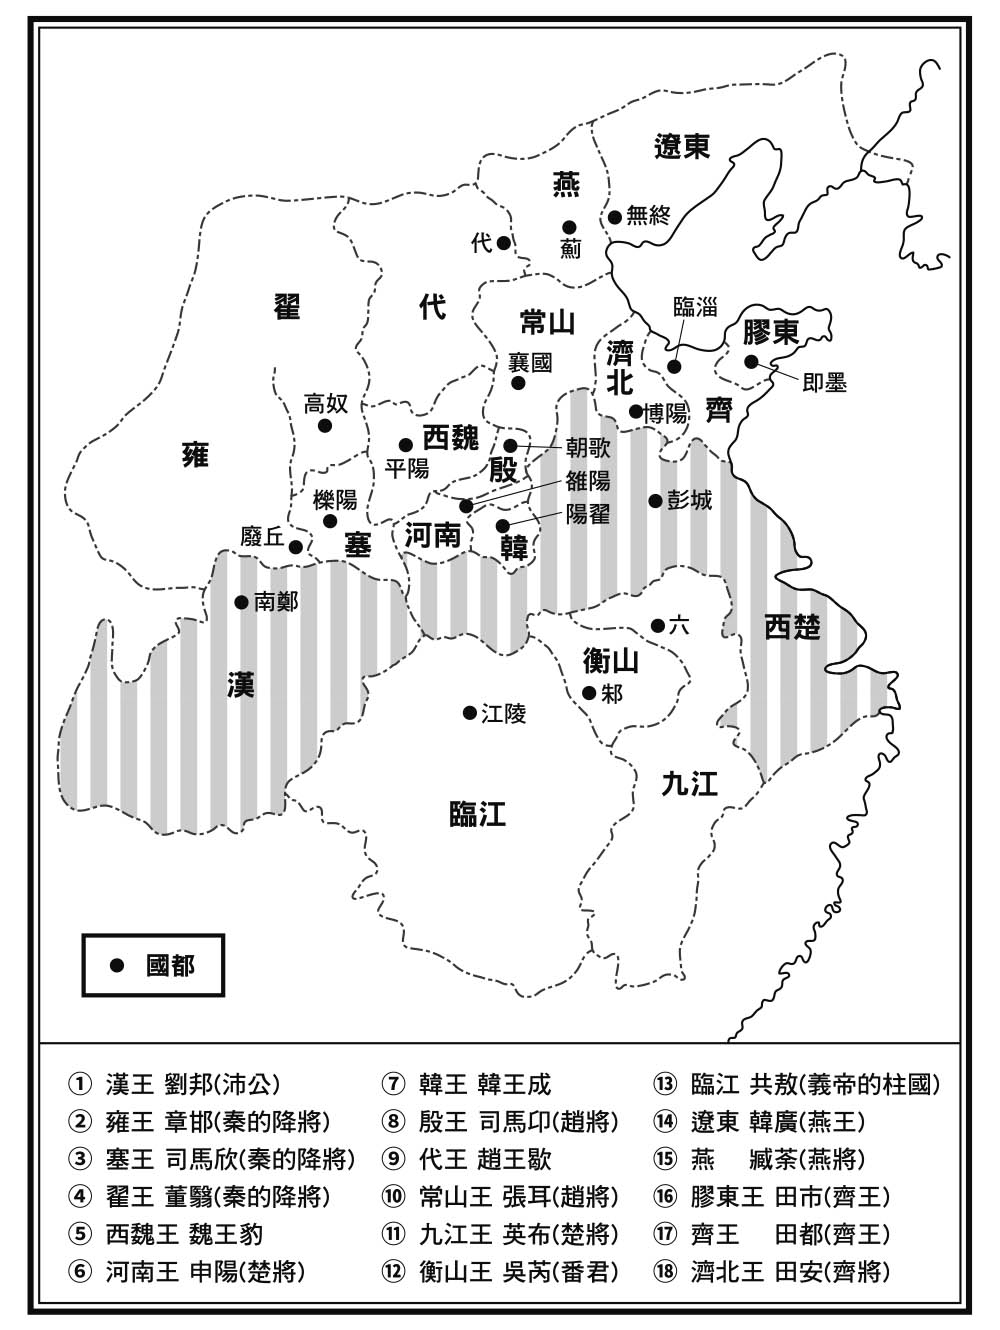 遼東
燕
無終
代
薊
翟
代
常山
臨淄
膠東
濟北
襄國
即墨
高奴
博陽
齊
西魏
雍
平陽
朝歌
殷
雒陽
櫟陽
彭城
陽翟
廢丘
塞
河南
韓
南鄭
六
西楚
衡山
漢
邾
江陵
九江
臨江
國都
① 漢王 劉邦(沛公)
② 雍王 章邯(秦的降將)
③ 塞王 司馬欣(秦的降將)
④ 翟王 董翳(秦的降將)
⑤ 西魏王 魏王豹
⑥ 河南王 申陽(楚將)
⑦ 韓王 韓王成
⑧ 殷王 司馬卬(趙將)
⑨ 代王 趙王歇
⑩ 常山王 張耳(趙將)
⑪ 九江王 英布(楚將)
⑫ 衡山王 吳芮(番君)
⑬ 臨江 共敖(義帝的柱國)
⑭ 遼東 韓廣(燕王)
⑮ 燕 臧荼(燕將)
⑯ 膠東王 田市(齊王)
⑰ 齊王 田都(齊王)
⑱ 濟北王 田安(齊將)